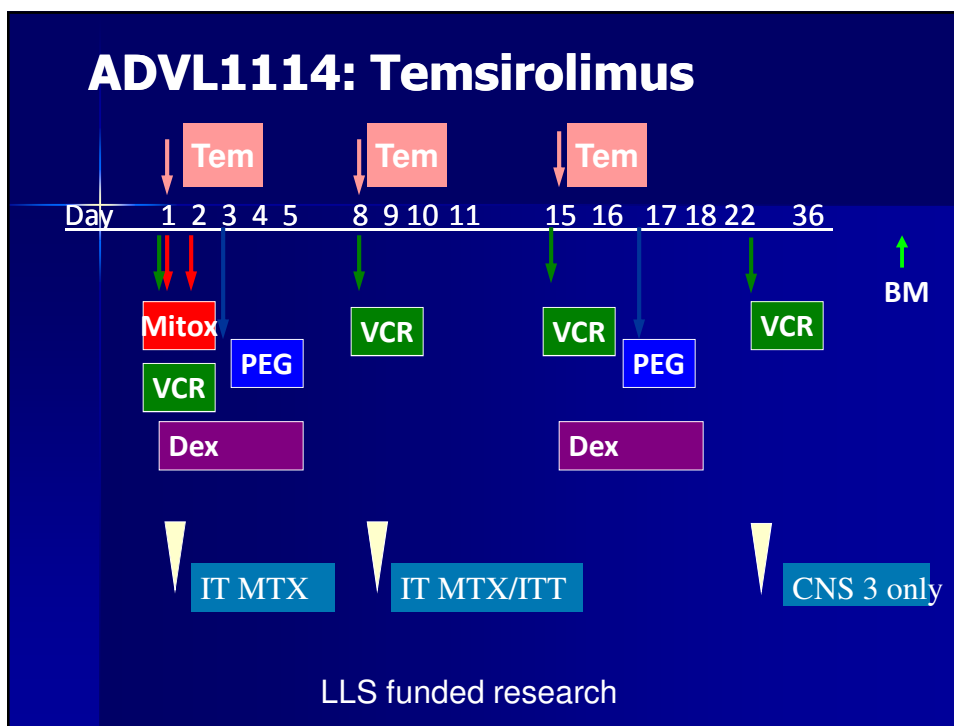 ADVL1114: Temsirolimus
Tem Tem Tem
Day 1 2 3 4 5 8 9 10 11 15 16 17 18 22 36
BM
Mitox VCR VCR VCR
PEG PEG
VCR
Dex Dex
IT MTX IT MTX/ITT CNS 3 only
LLS funded research